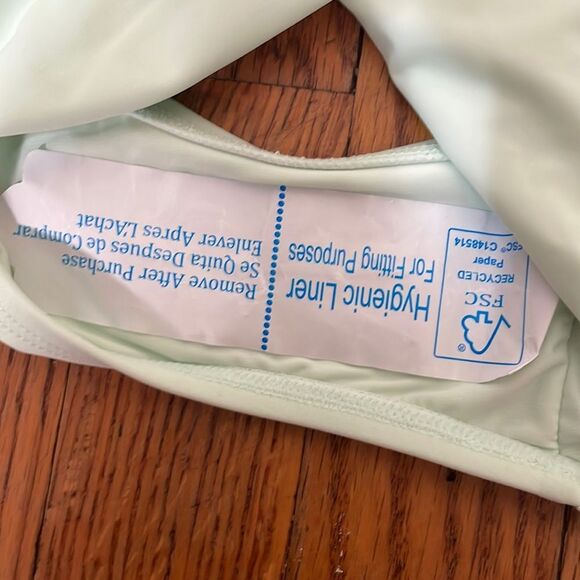 Hygienic Liner
For Fitting Purposes
Remove After Purchase
Se Quita Despues de Comprar
Enlever Apres L'Achat
®
FSC
RECYCLED
Paper
FSC® C148514